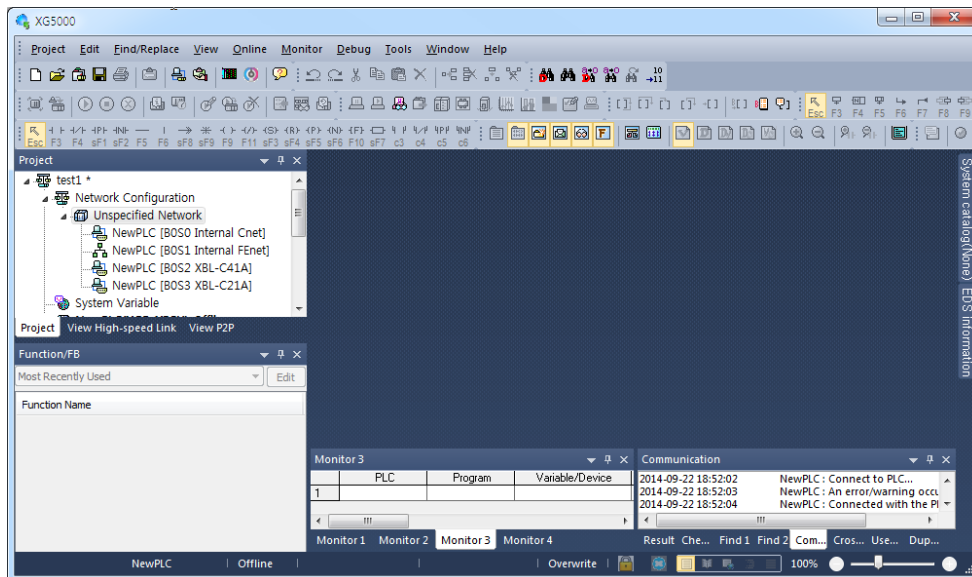 XG5000
Project Edit Find/Replace View Online Monitor Debug Tools Window Help
Esc F3 F4 F5 F6 F7 F8 F9
Esc F3 F4 sF1 sF2 F5 F6 sF8 sF9 F9 F11 sF3 sF4 sF5 sF6 F10 sF7 c3 c4 c5 c6
Project
test1 *
Network Configuration
Unspecified Network
NewPLC [B0S0 Internal Cnet]
NewPLC [B0S1 Internal FEnet]
NewPLC [B0S2 XBL-C41A]
NewPLC [B0S3 XBL-C21A]
System Variable
Project View High-speed Link View P2P
System catalog(None) EDS information
Function/FB
Most Recently Used Edit
Function Name
Monitor 3
PLC Program Variable/Device
1
Monitor 1 Monitor 2 Monitor 3 Monitor 4
Communication
2014-09-22 18:52:02 NewPLC : Connect to PLC...
2014-09-22 18:52:03 NewPLC : An error/warning occu
2014-09-22 18:52:04 NewPLC : Connected with the Pl
Result Che... Find 1 Find 2 Com... Cros... Use... Dup...
NewPLC Offline Overwrite 100%